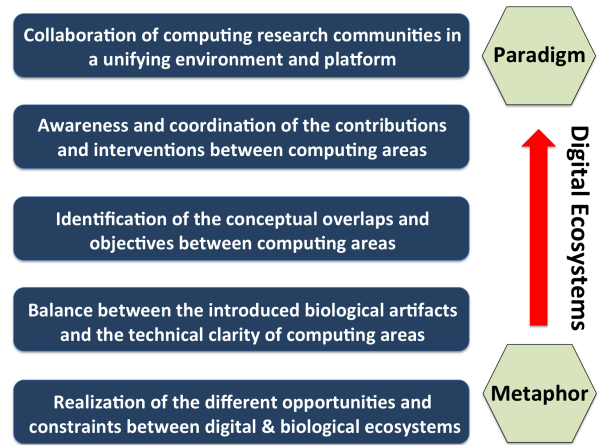 Collaboration of computing research communities in
a unifying environment and platform
Paradigm
Awareness and coordination of the contributions
and interventions between computing areas
Identification of the conceptual overlaps and
objectives between computing areas
Digital Ecosystems
Balance between the introduced biological artifacts
and the technical clarity of computing areas
Realization of the different opportunities and
constraints between digital & biological ecosystems
Metaphor